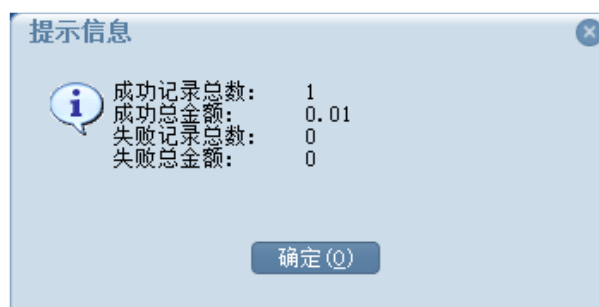 提示信息
成功记录总数: 1
成功总金额: 0.01
失败记录总数: 0
失败总金额: 0
确定(O)